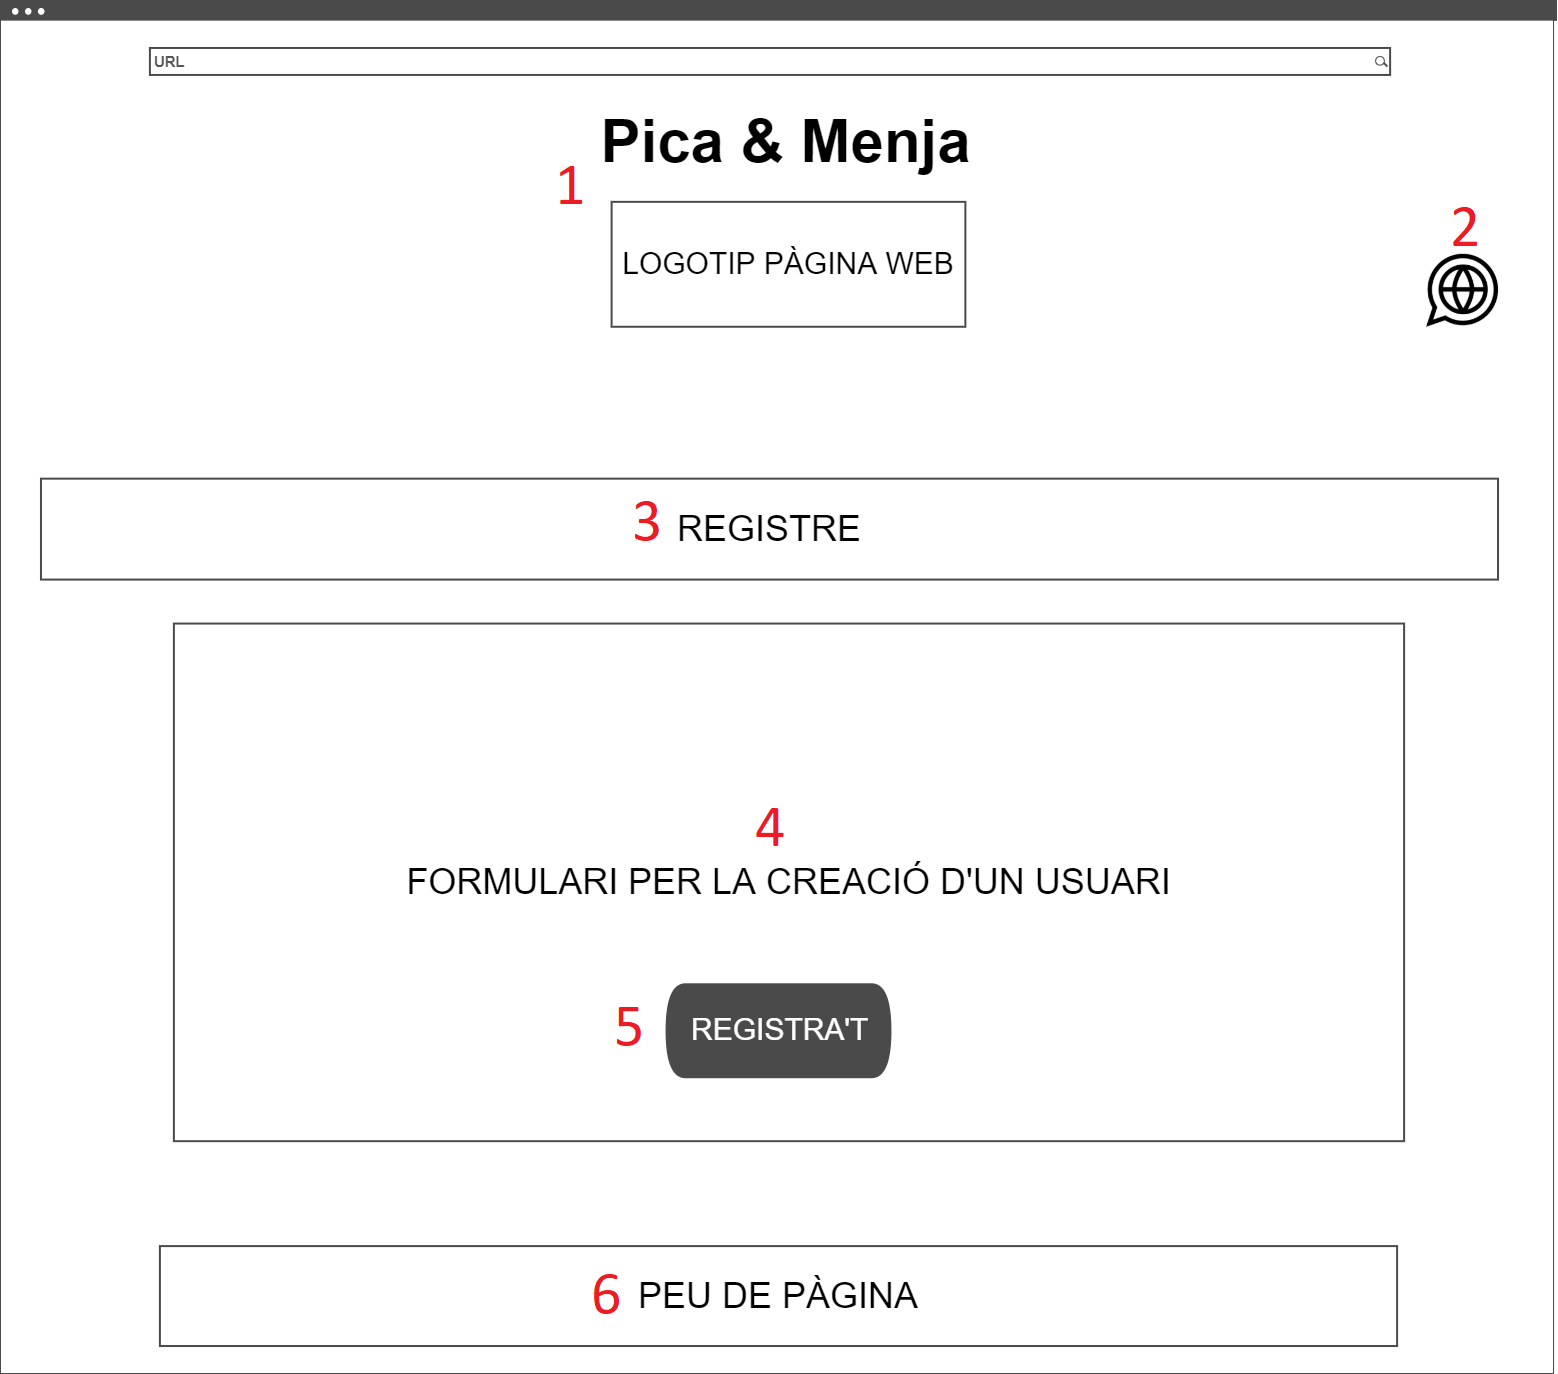 URL
Pica & Menja
1
LOGOTIP PÀGINA WEB
2
3 REGISTRE
4
FORMULARI PER LA CREACIÓ D'UN USUARI
5 REGISTRA'T
6 PEU DE PÀGINA